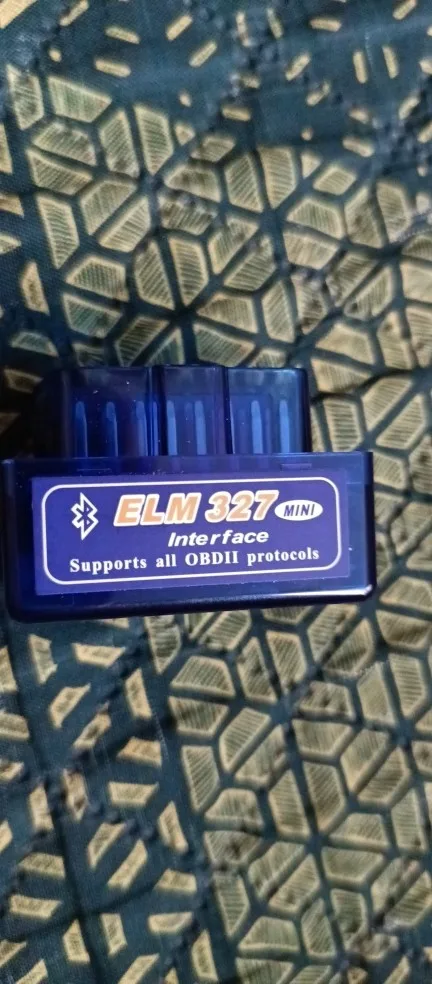 ELM 327 MINI
Interface
Supports all OBDII protocols